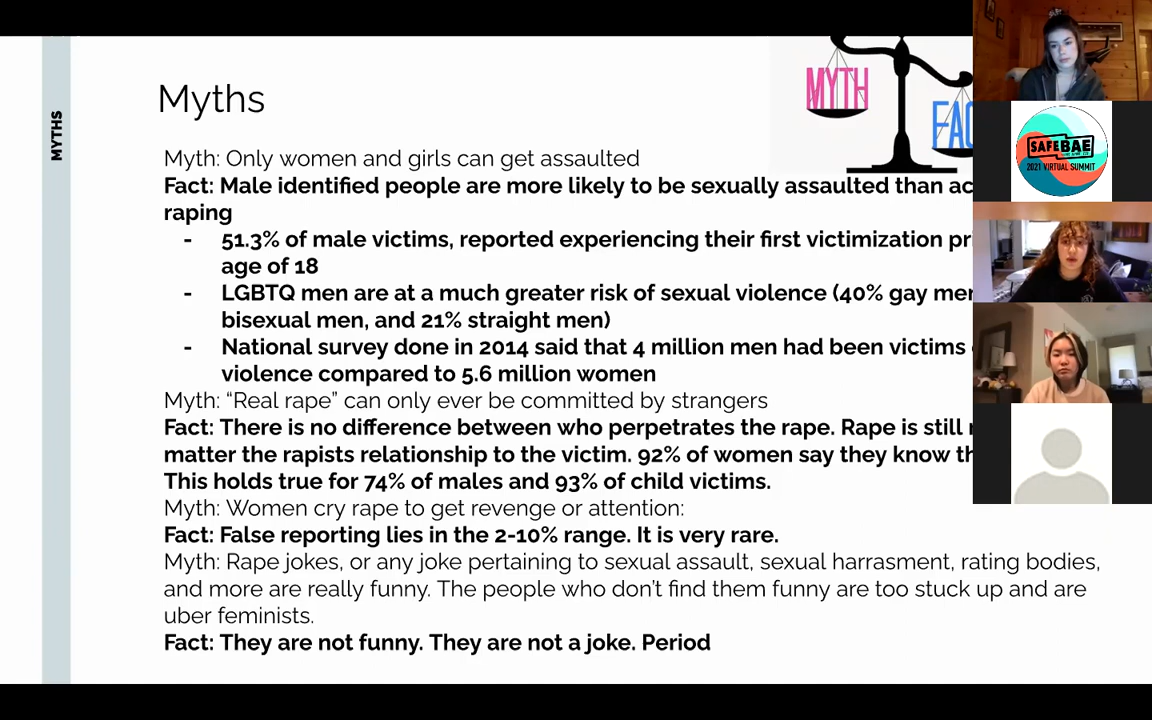 MYTHS
Myths
MYTH
Myth: Only women and girls can get assaulted
Fact: Male identified people are more likely to be sexually assaulted than
raping
- 51.3% of male victims, reported experiencing their first victimization
age of 18
- LGBTQ men are at a much greater risk of sexual violence (40% gay
bisexual men, and 21% straight men)
- National survey done in 2014 said that 4 million men had been victims
violence compared to 5.6 million women
Myth: “Real rape” can only ever be committed by strangers
Fact: There is no difference between who perpetrates the rape. Rape is still
matter the rapists relationship to the victim. 92% of women say they know
This holds true for 74% of males and 93% of child victims.
Myth: Women cry rape to get revenge or attention:
Fact: False reporting lies in the 2-10% range. It is very rare.
Myth: Rape jokes, or any joke pertaining to sexual assault, sexual harrasment, rating bodies,
and more are really funny. The people who don’t find them funny are too stuck up and are
uber feminists.
Fact: They are not funny. They are not a joke. Period
SAFEBAE
2021 VIRTUAL SUMMIT